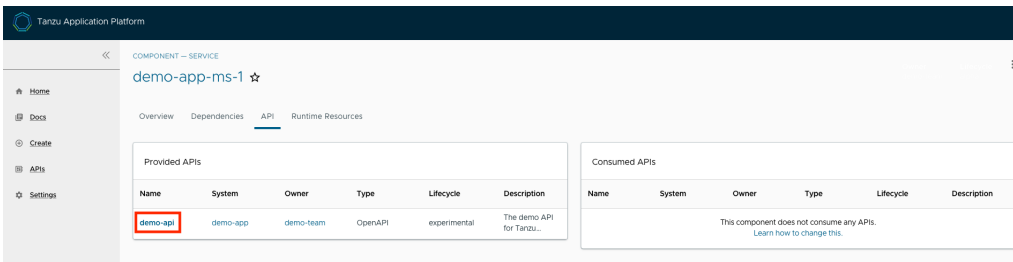 Tanzu Application Platform
COMPONENT — SERVICE
demo-app-ms-1
Home
Docs
Create
APIs
Settings
Overview Dependencies API Runtime Resources
Provided APIs
Name System Owner Type Lifecycle Description
demo-api demo-app demo-team OpenAPI experimental The demo API
for Tanzu...
Consumed APIs
Name System Owner Type Lifecycle Description
This component does not consume any APIs.
Learn how to change this.